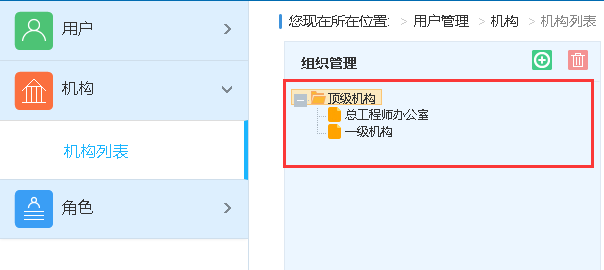 用户
机构
机构列表
角色
您现在所在位置: > 用户管理 > 机构 > 机构列表
组织管理
顶级机构
总工程师办公室
一级机构